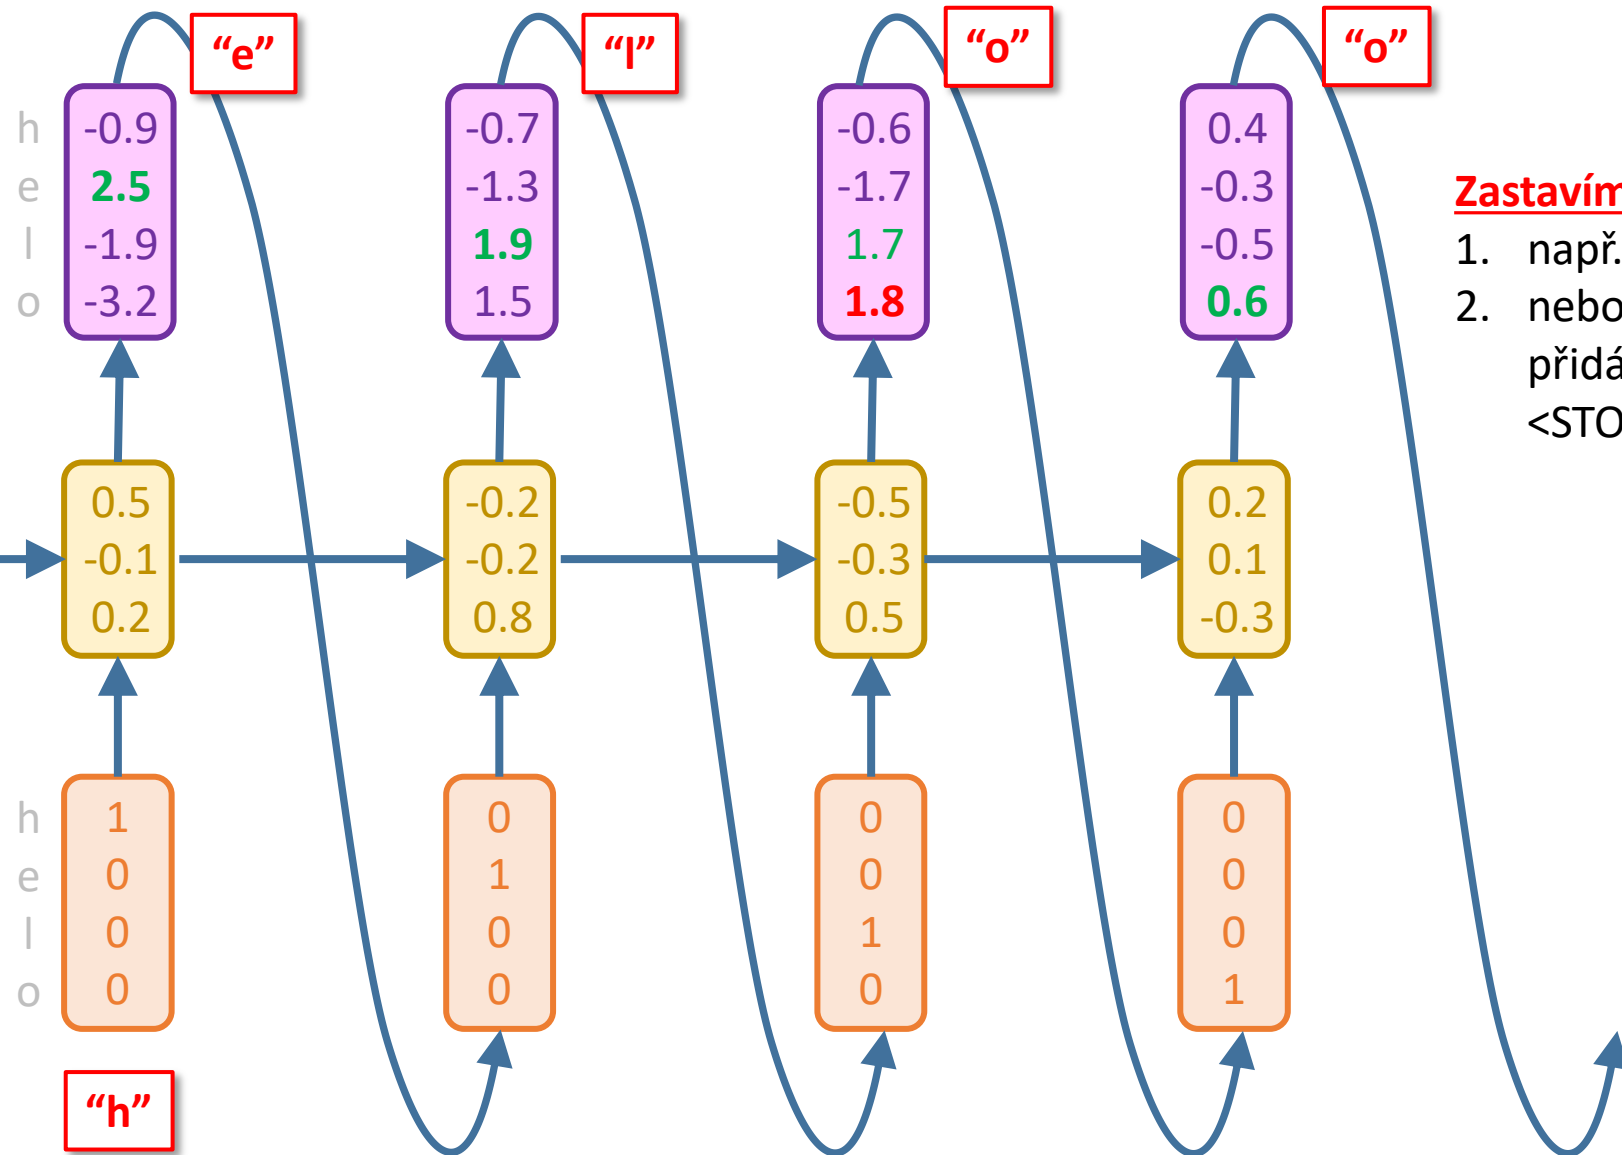 “e” “l” “o” “o”
h -0.9 -0.7 -0.6 0.4
e 2.5 -1.3 -1.7 -0.3
l -1.9 1.9 1.7 -0.5
o -3.2 1.5 1.8 0.6
Zastavím
1. např.
2. nebo
přidá
<STO
0.5 -0.2 -0.5 0.2
-0.1 -0.2 -0.3 0.1
0.2 0.8 0.5 -0.3
h 1 0 0 0
e 0 1 0 0
l 0 0 1 0
o 0 0 0 1
“h”